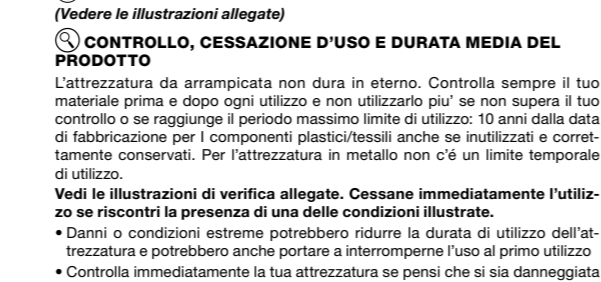 (Vedere le illustrazioni allegate)
CONTROLLO, CESSAZIONE D'USO E DURATA MEDIA DEL
PRODOTTO
L'attrezzatura da arrampicata non dura in eterno. Controlla sempre il tuo
materiale prima e dopo ogni utilizzo e non utilizzarlo piu' se non supera il tuo
controllo o se raggiunge il periodo massimo limite di utilizzo: 10 anni dalla data
di fabbricazione per I componenti plastici/tessili anche se inutilizzati e corret-
tamente conservati. Per l'attrezzatura in metallo non c'é un limite temporale
di utilizzo.
Vedi le illustrazioni di verifica allegate. Cessane immediatamente l'utiliz-
zo se riscontri la presenza di una delle condizioni illustrate.
• Danni o condizioni estreme potrebbero ridurre la durata di utilizzo dell'at-
trezzatura e potrebbero anche portare a interromperne l'uso al primo utilizzo
• Controlla immediatamente la tua attrezzatura se pensi che si sia danneggiata